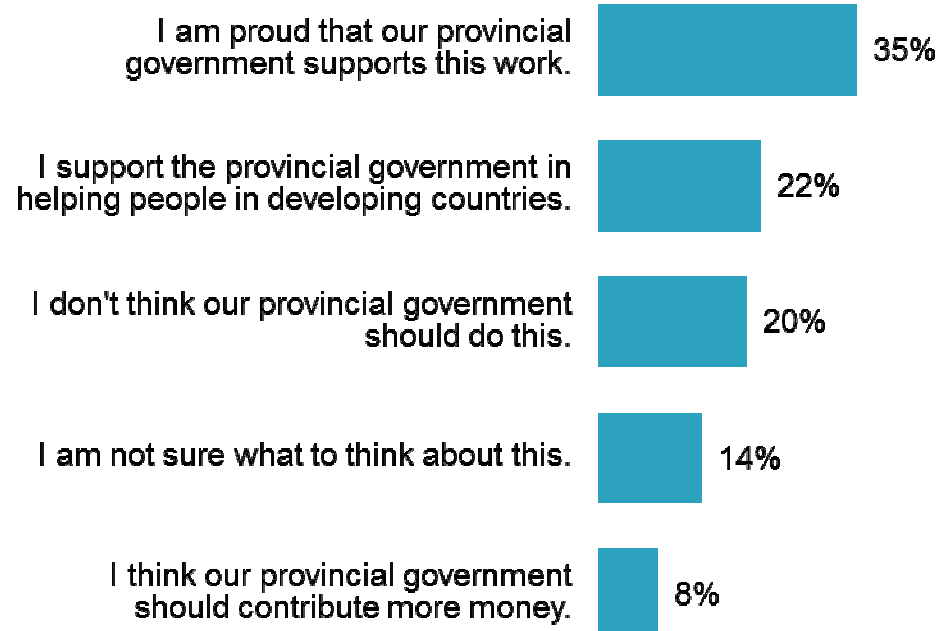 I am proud that our provincial
government supports this work.
35%
I support the provincial government in
helping people in developing countries.
22%
I don't think our provincial government
should do this.
20%
I am not sure what to think about this.
14%
I think our provincial government
should contribute more money.
8%